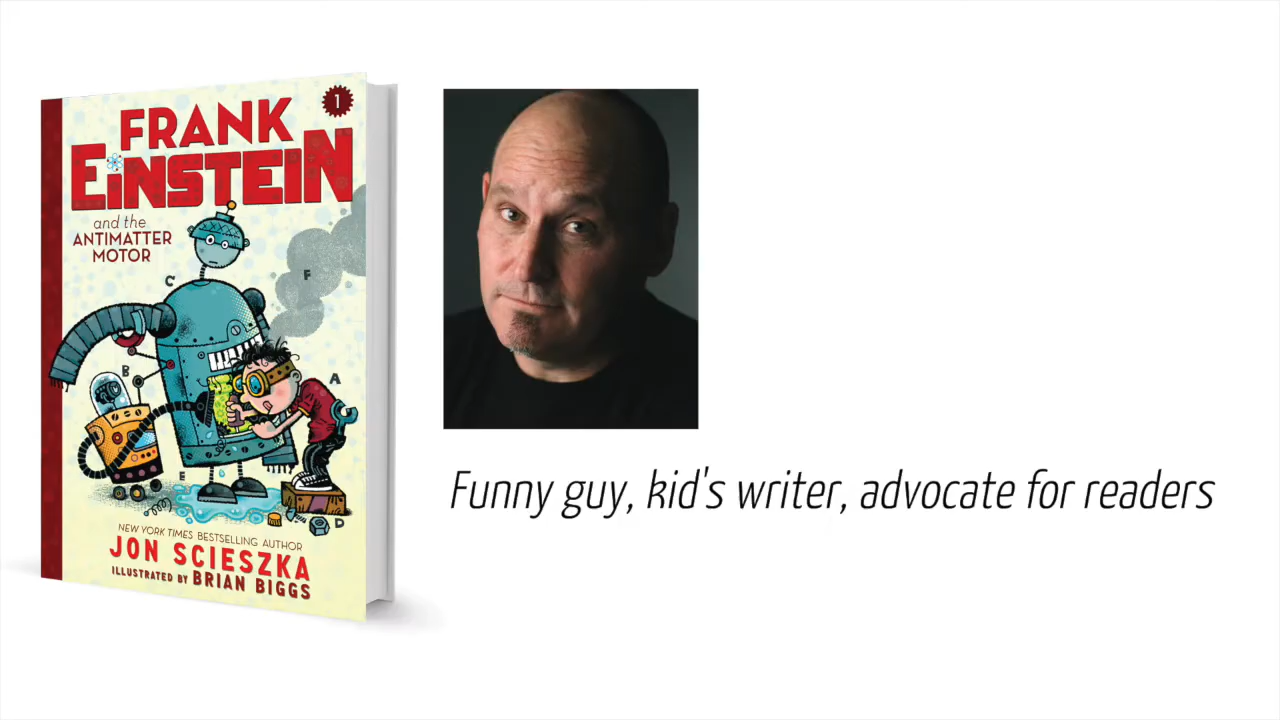 1
FRANK
EiNSTEIN
and the
ANTIMATTER
MOTOR
C
F
B
A
E
D
NEW YORK TIMES BESTSELLING AUTHOR
JON SCIESZKA
ILLUSTRATED BY BRIAN BIGGS
Funny guy, kid's writer, advocate for readers